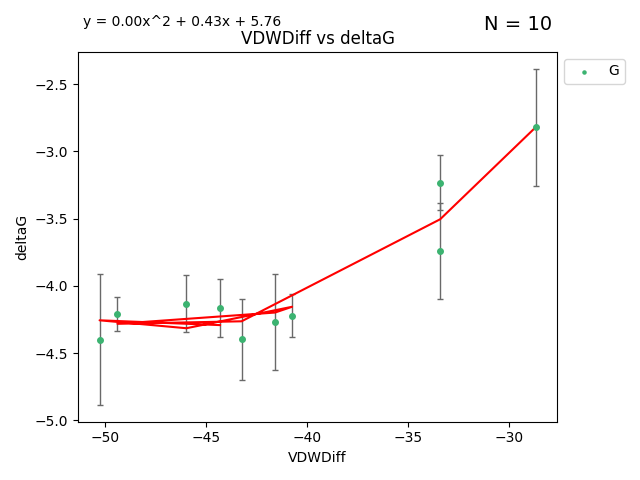 y = 0.00x^2 + 0.43x + 5.76
N = 10
VDWDiff vs deltaG
G
deltaG
−2.5
−3.0
−3.5
−4.0
−4.5
−5.0
−50
−45
−40
−35
−30
VDWDiff